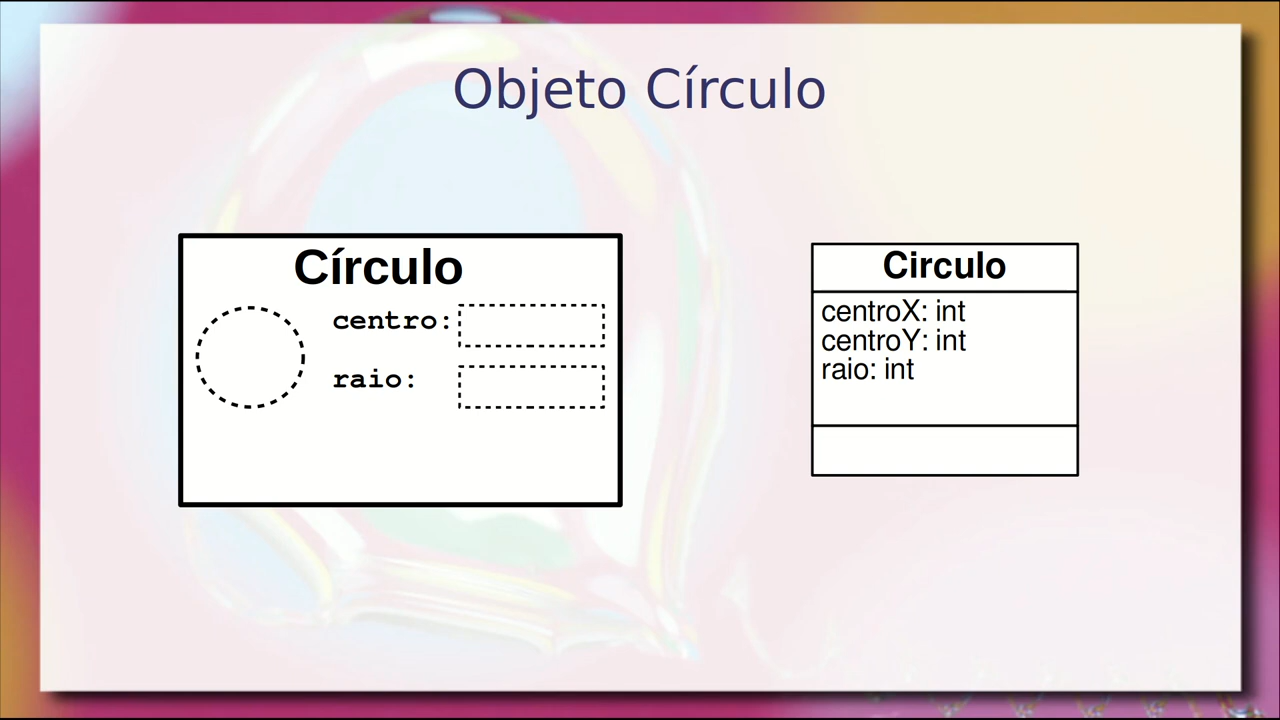 Objeto Círculo
Círculo
centro:
raio:
Circulo
centroX: int
centroY: int
raio: int